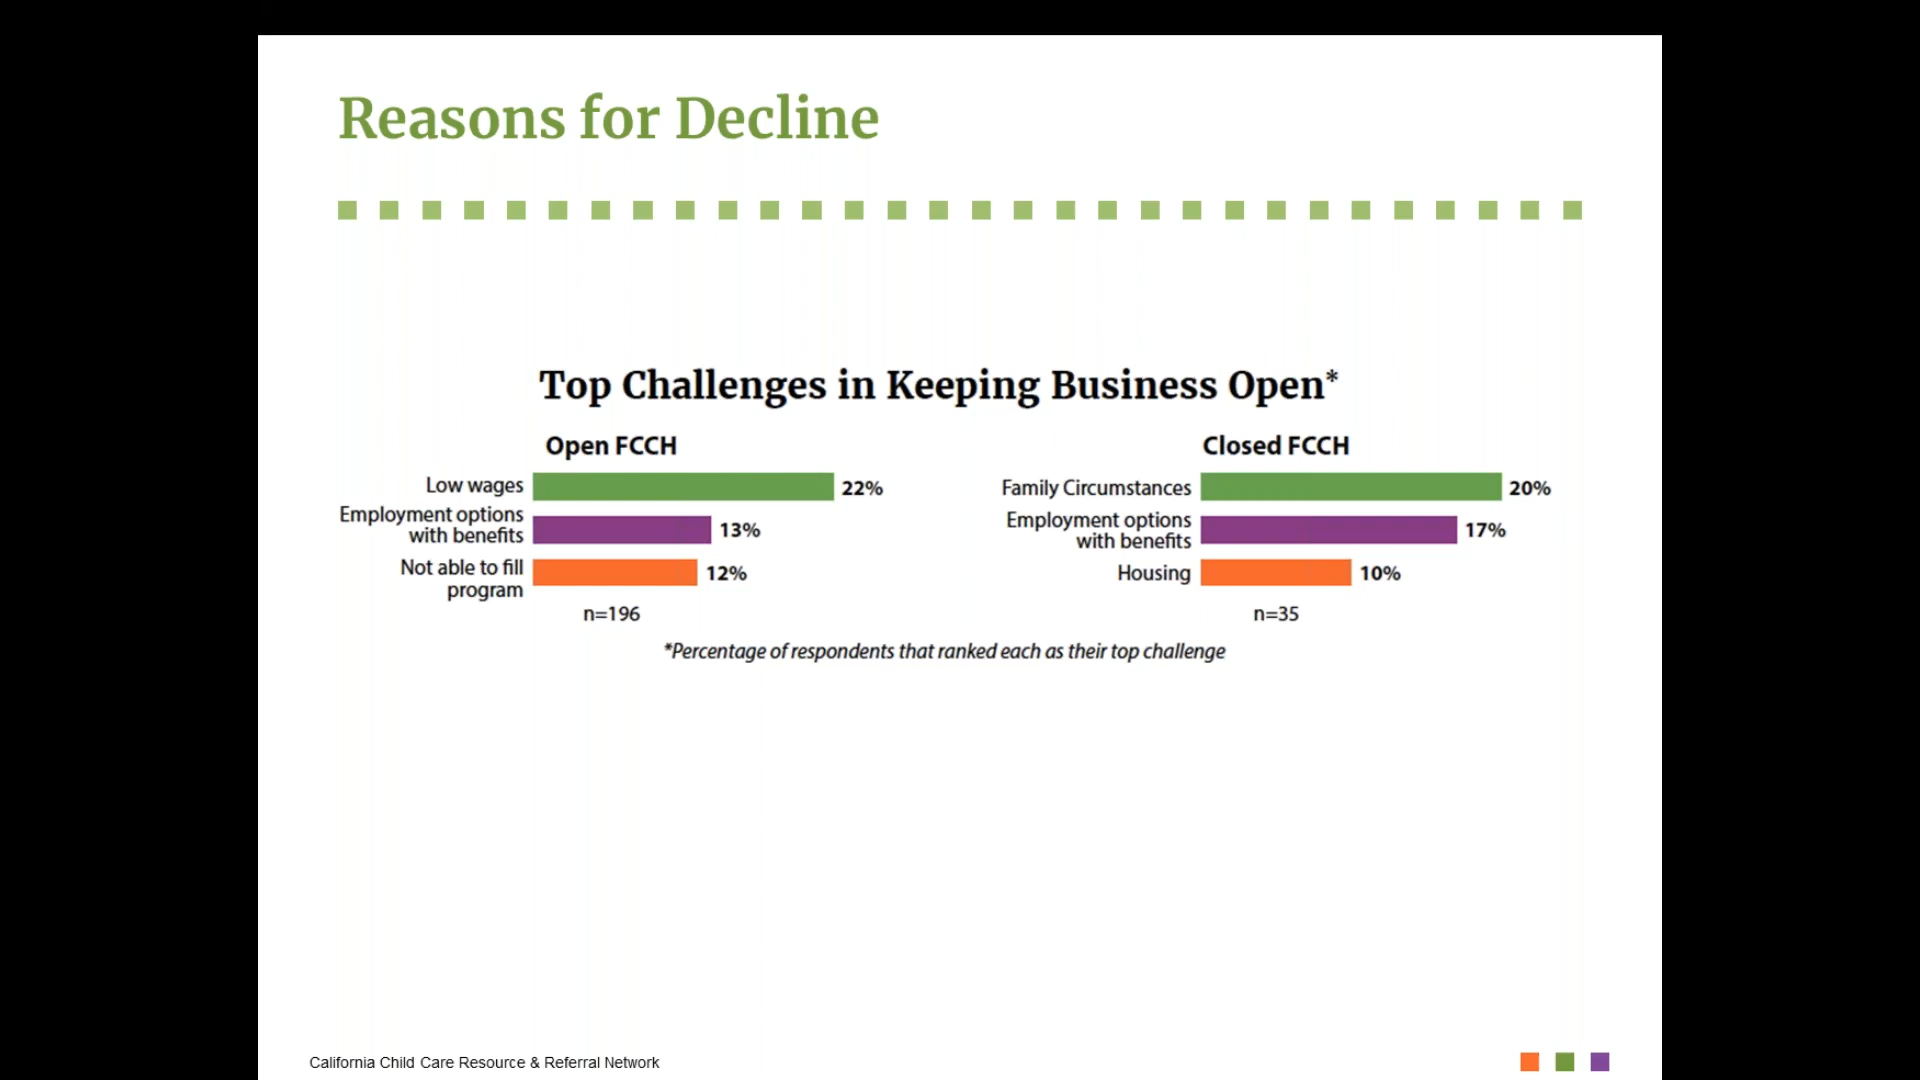 Reasons for Decline
Top Challenges in Keeping Business Open*
Open FCCH
Low wages 22%
Employment options
with benefits 13%
Not able to fill
program 12%
n=196
Closed FCCH
Family Circumstances 20%
Employment options
with benefits 17%
Housing 10%
n=35
*Percentage of respondents that ranked each as their top challenge
California Child Care Resource & Referral Network